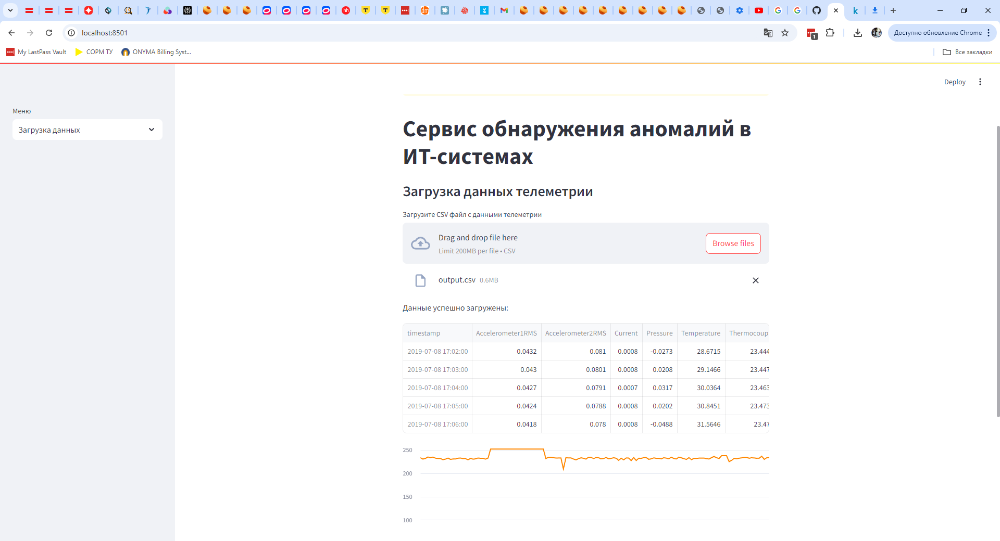 hh
T
T
dm
k
localhost:8501
1
Доступно обновление Chrome
My LastPass Vault
СОРМ ТУ
ONYMA Billing Syst...
Все закладки
Deploy
Меню
Загрузка данных
Сервис обнаружения аномалий в
ИТ-системах
Загрузка данных телеметрии
Загрузите CSV файл с данными телеметрии
Drag and drop file here
Limit 200MB per file • CSV
Browse files
output.csv 0.6MB
Данные успешно загружены:
timestamp Accelerometer1RMS Accelerometer2RMS Current Pressure Temperature Thermocoup
2019-07-08 17:02:00 0.0432 0.081 0.0008 -0.0273 28.6715 23.444
2019-07-08 17:03:00 0.043 0.0801 0.0008 0.0208 29.1466 23.447
2019-07-08 17:04:00 0.0427 0.0791 0.0007 0.0317 30.0364 23.463
2019-07-08 17:05:00 0.0424 0.0788 0.0008 0.0202 30.8451 23.473
2019-07-08 17:06:00 0.0418 0.078 0.0008 -0.0488 31.5646 23.47
250
200
150
100